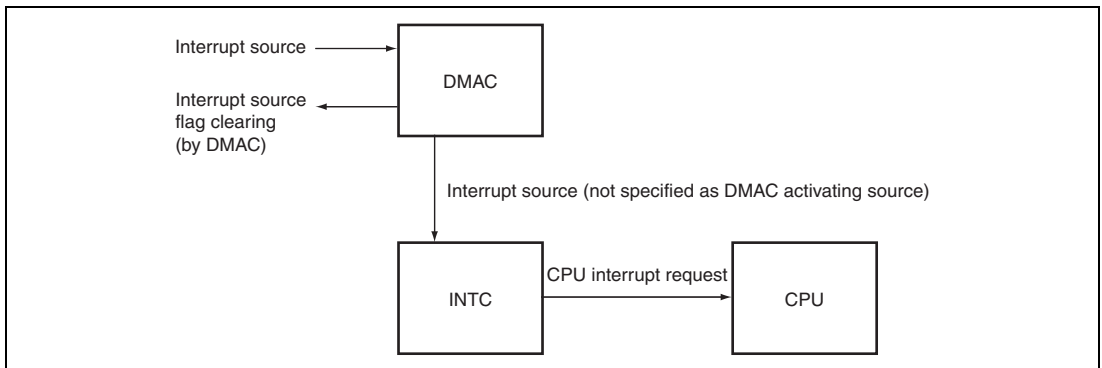 Interrupt source
DMAC
Interrupt source
flag clearing
(by DMAC)
Interrupt source (not specified as DMAC activating source)
INTC
CPU interrupt request
CPU